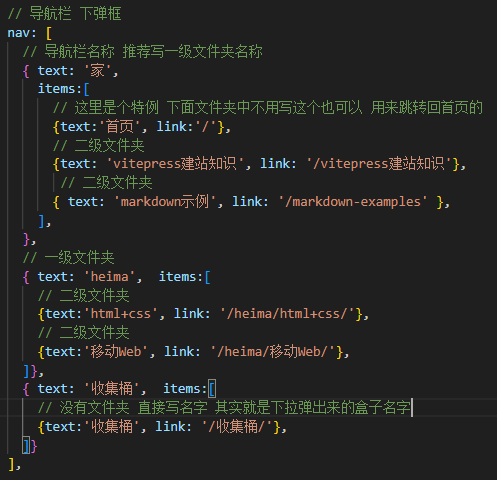 // 导航栏 下弹框
nav: [
// 导航栏名称 推荐写一级文件夹名称
{ text: '家',
items:[
// 这里是个特例 下面文件夹中不用写这个也可以 用来跳转回首页的
{text:'首页', link:'/'},
// 二级文件夹
{text: 'vitepress建站知识', link: '/vitepress建站知识'},
// 二级文件夹
{ text: 'markdown示例', link: '/markdown-examples' },
],
},
// 一级文件夹
{ text: 'heima', items:[
// 二级文件夹
{text:'html+css', link: '/heima/html+css/'},
// 二级文件夹
{text:'移动Web', link: '/heima/移动Web/'},
]},
{ text: '收集桶', items:[
// 没有文件夹 直接写名字 其实就是下拉弹出来的盒子名字
{text:'收集桶', link: '/收集桶/'},
]}
],